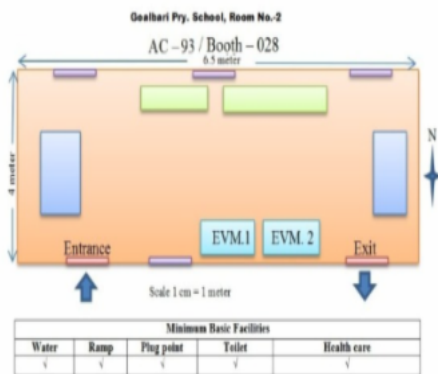 Goalbari Pry. School, Room No.-2
AC – 93 / Booth – 028
6.5 meter
4 meter
N
EVM.1 EVM. 2
Entrance Exit
Scale 1 cm = 1 meter
Minimum Basic Facilities
Water Ramp Plug point Toilet Health care
√ √ √ √ √